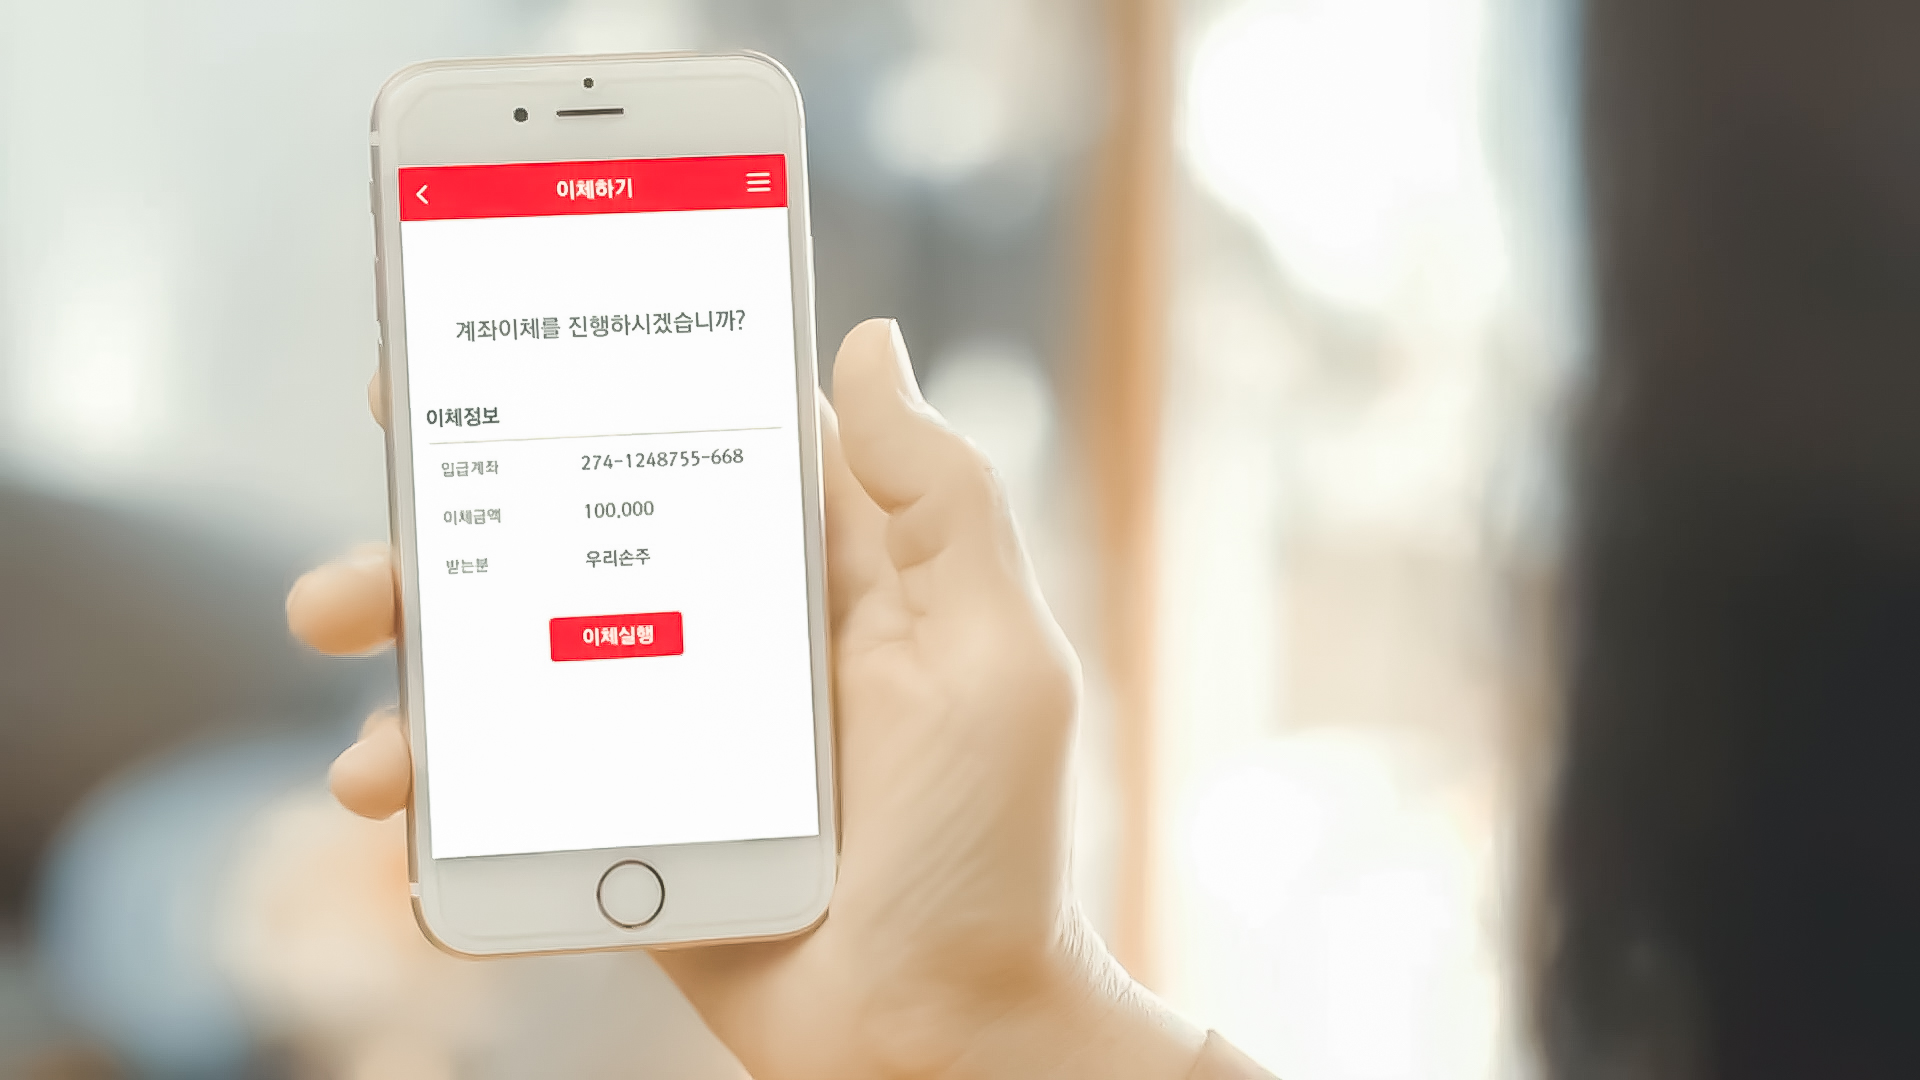 이체하기
계좌이체를 진행하시겠습니까?
이체정보
입금계좌 274-1248755-668
이체금액 100,000
받는분 우리손주
이체실행